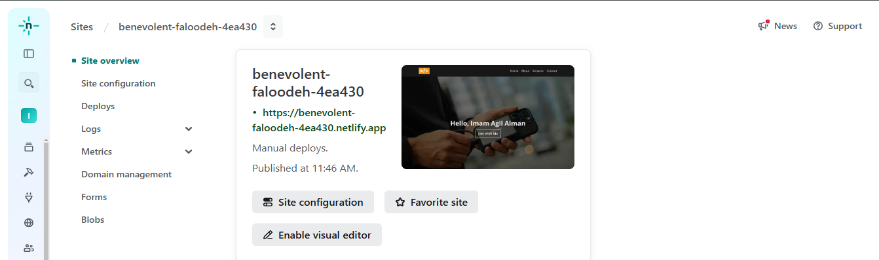 Sites / benevolent-faloodeh-4ea430
News
Support
Site overview
Site configuration
Deploys
Logs
Metrics
Domain management
Forms
Blobs
benevolent-
faloodeh-4ea430
• https://benevolent-
faloodeh-4ea430.netlify.app
Manual deploys.
Published at 11:46 AM.
Hello, Imam Agil Alman
Site configuration
Favorite site
Enable visual editor